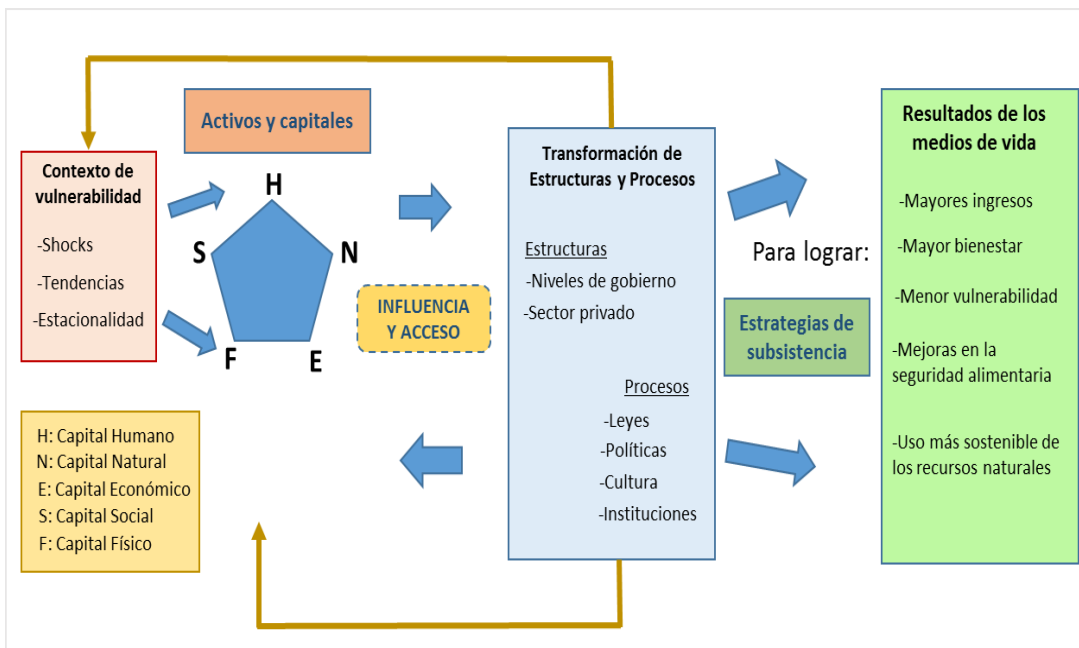 Activos y capitales
Contexto de
vulnerabilidad
-Shocks
-Tendencias
-Estacionalidad
H
S
N
F
E
INFLUENCIA
Y ACCESO
H: Capital Humano
N: Capital Natural
E: Capital Económico
S: Capital Social
F: Capital Físico
Transformación de
Estructuras y Procesos
Estructuras
-Niveles de gobierno
-Sector privado
Procesos
-Leyes
-Políticas
-Cultura
-Instituciones
Para lograr:
Estrategias de
subsistencia
Resultados de los
medios de vida
-Mayores ingresos
-Mayor bienestar
-Menor vulnerabilidad
-Mejoras en la
seguridad alimentaria
-Uso más sostenible de
los recursos naturales